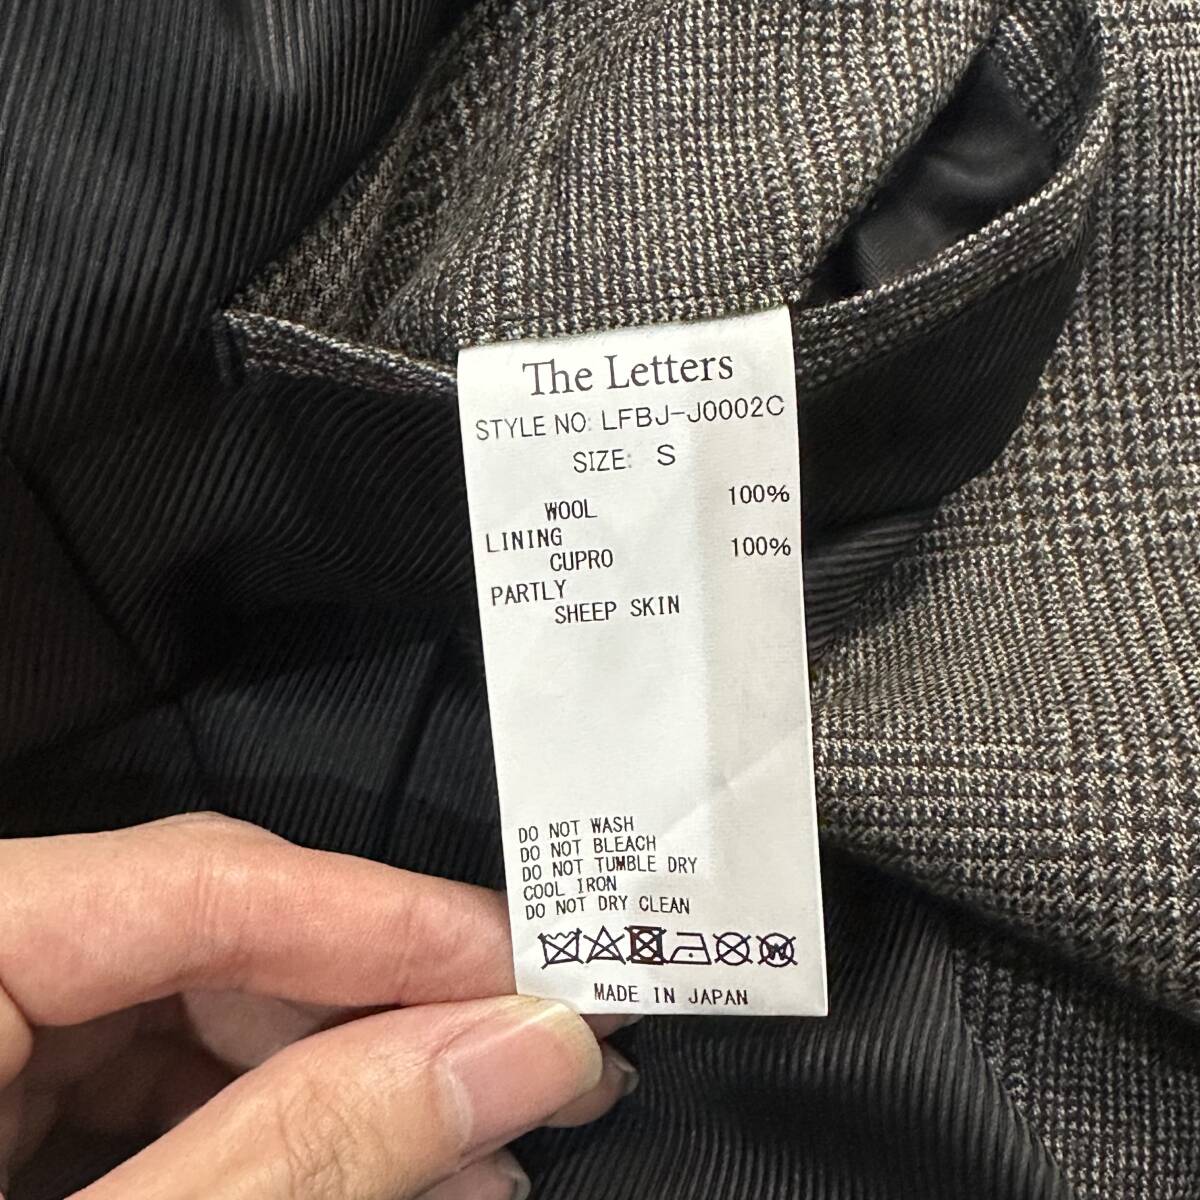 The Letters
STYLE NO: LFBJ-J0002C
SIZE: S
WOOL 100%
LINING
CUPRO 100%
PARTLY
SHEEP SKIN
DO NOT WASH
DO NOT BLEACH
DO NOT TUMBLE DRY
COOL IRON
DO NOT DRY CLEAN
W
MADE IN JAPAN